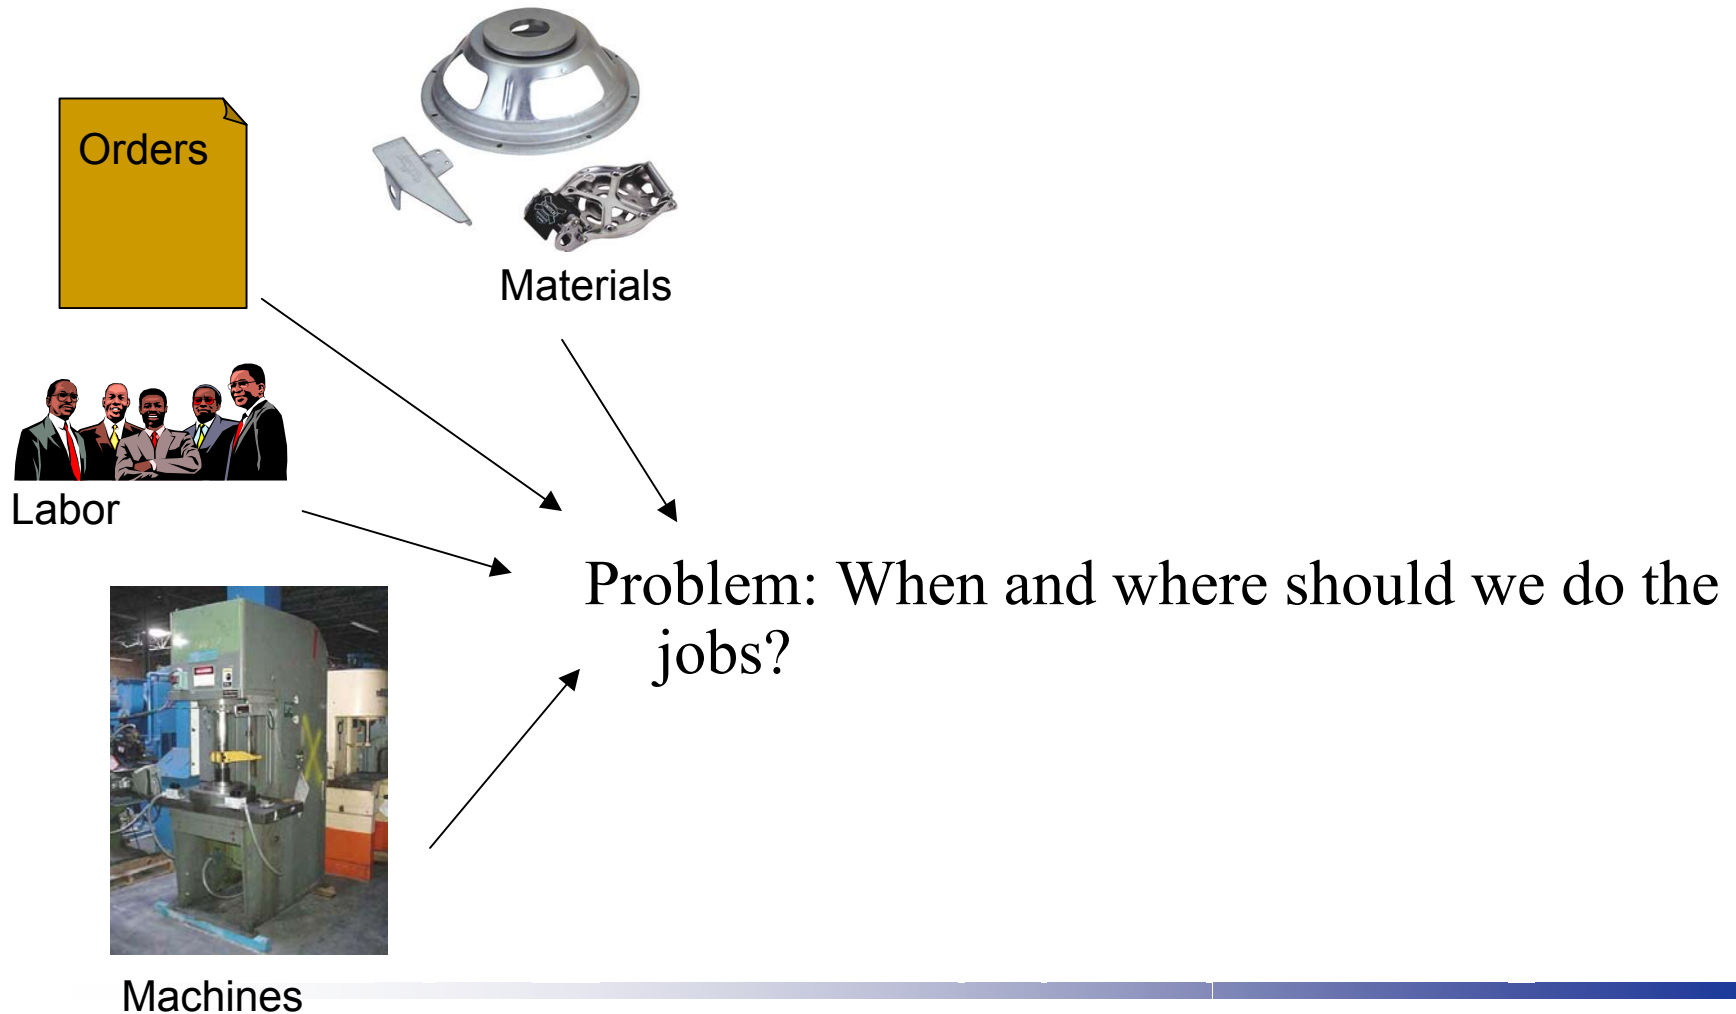 Orders
Materials
Labor
Problem: When and where should we do the
jobs?
Machines